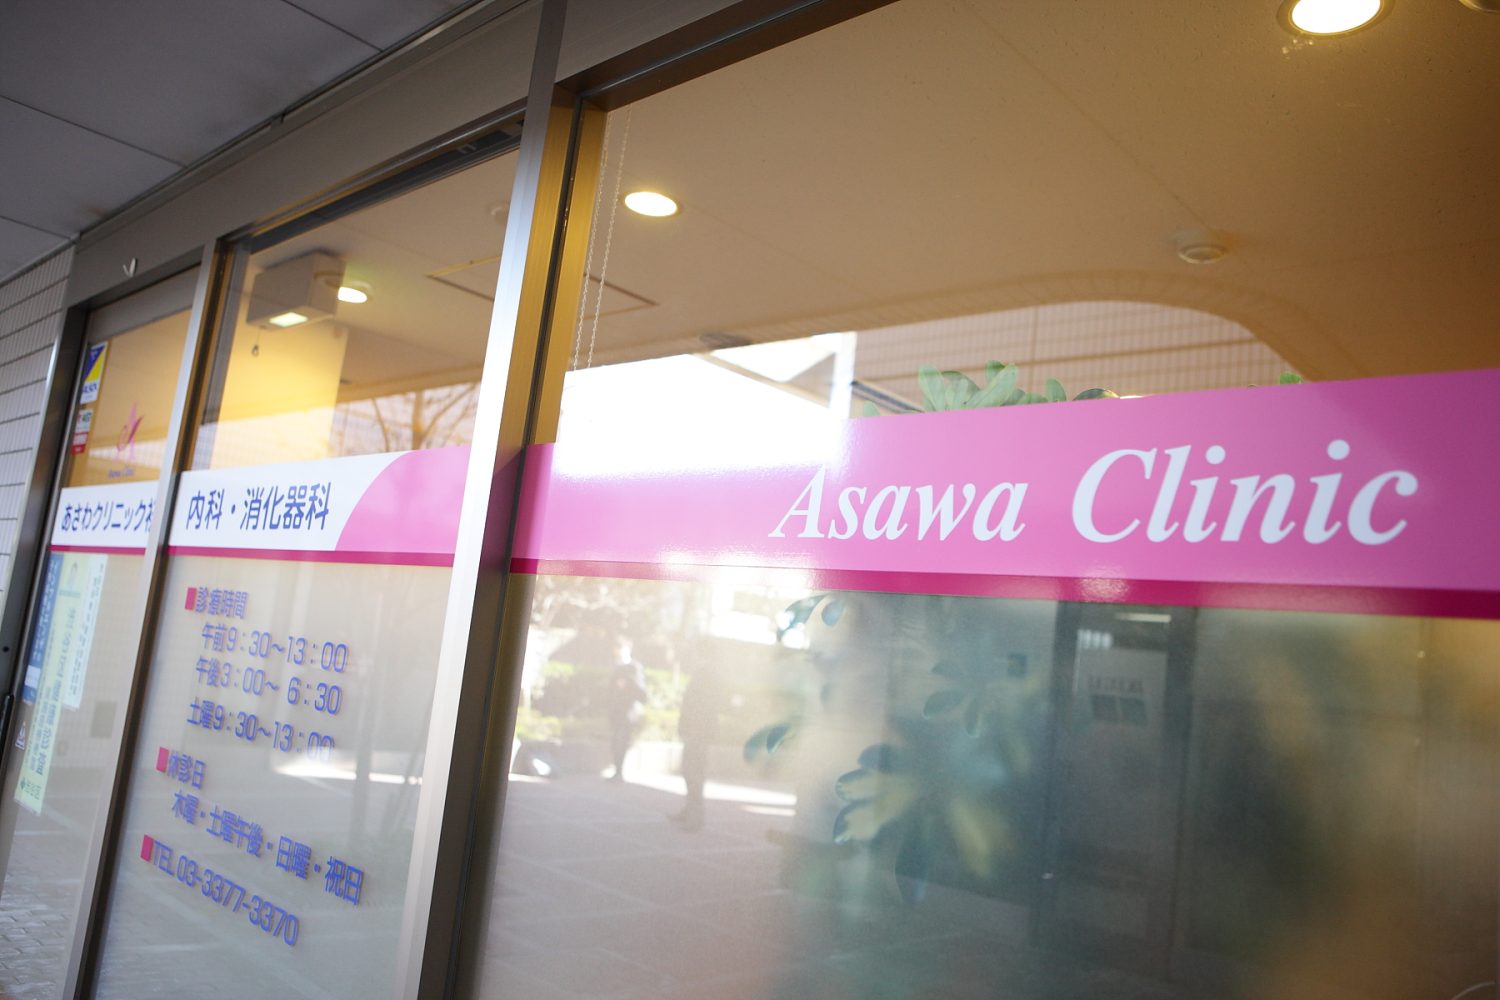 あさわクリニック
内科・消化器科
Asawa Clinic
■診療時間
午前9:30~13:00
午後3:00~ 6:30
土曜9:30~13:00
■休診日
木曜・土曜午後・日曜・祝日
■TEL 03-3377-3370